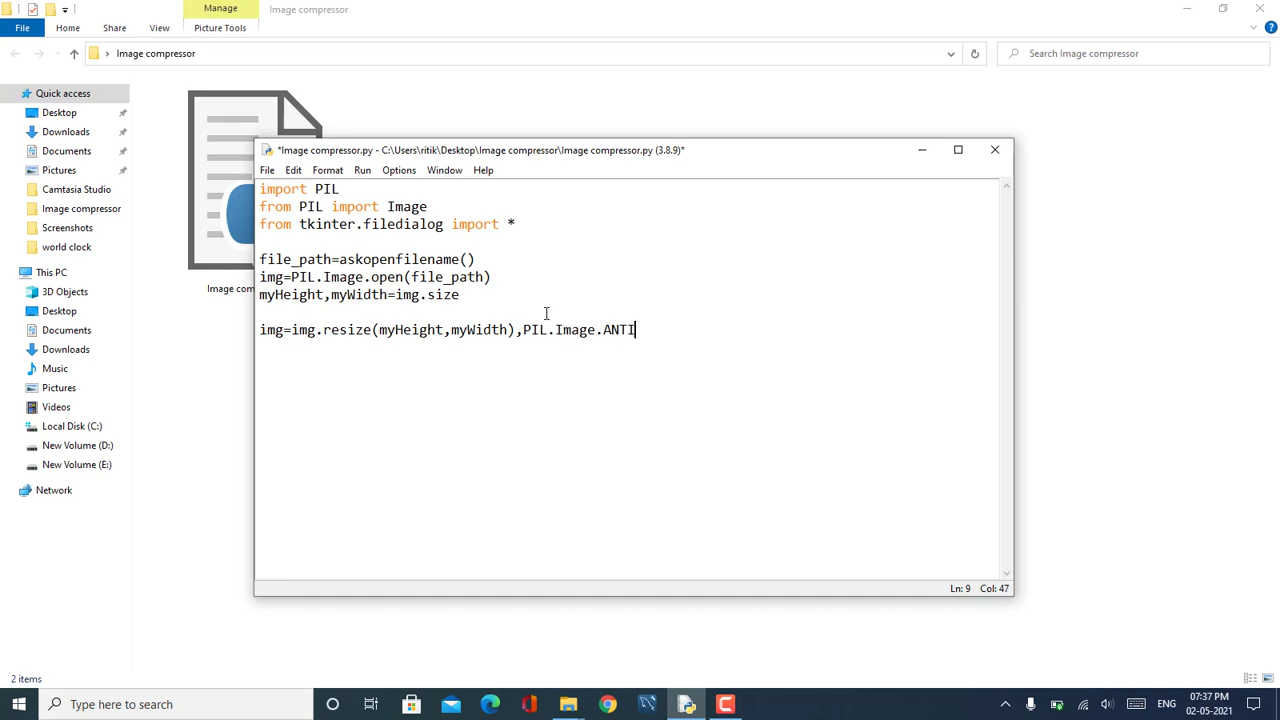 Manage
Image compressor
File
Home
Share
View
Picture Tools
Image compressor
Search Image compressor
Quick access
Desktop
Downloads
Documents
Pictures
Camtasia Studio
Image compressor
Screenshots
world clock
This PC
3D Objects
Desktop
Documents
Downloads
Music
Pictures
Videos
Local Disk (C:)
New Volume (D:)
New Volume (E:)
Network
Image com
*Image compressor.py - C:\Users\ritik\Desktop\Image compressor\Image compressor.py (3.8.9)*
File Edit Format Run Options Window Help
import PIL
from PIL import Image
from tkinter.filedialog import *
file_path=askopenfilename()
img=PIL.Image.open(file_path)
myHeight,myWidth=img.size
img=img.resize(myHeight,myWidth),PIL.Image.ANTI
Ln: 9 Col: 47
2 items
Type here to search
ENG
07:37 PM
02-05-2021